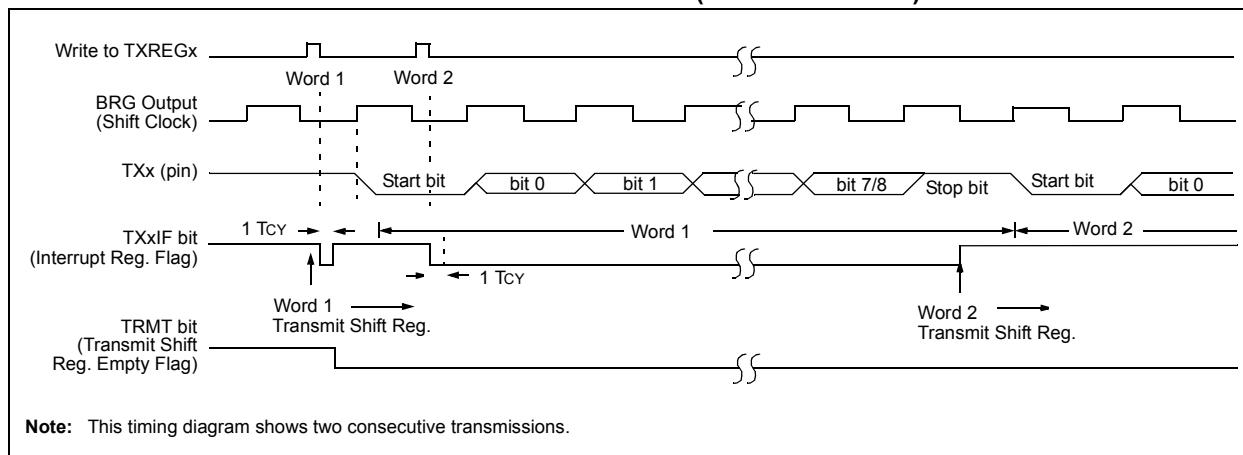 Write to TXREGx
Word 1
Word 2
BRG Output
(Shift Clock)
TXx (pin)
Start bit
bit 0
bit 1
bit 7/8
Stop bit
Start bit
bit 0
1 TCY
TXxIF bit
(Interrupt Reg. Flag)
Word 1
Word 2
1 TCY
Word 1
Transmit Shift Reg.
Word 2
Transmit Shift Reg.
TRMT bit
(Transmit Shift
Reg. Empty Flag)
Note: This timing diagram shows two consecutive transmissions.